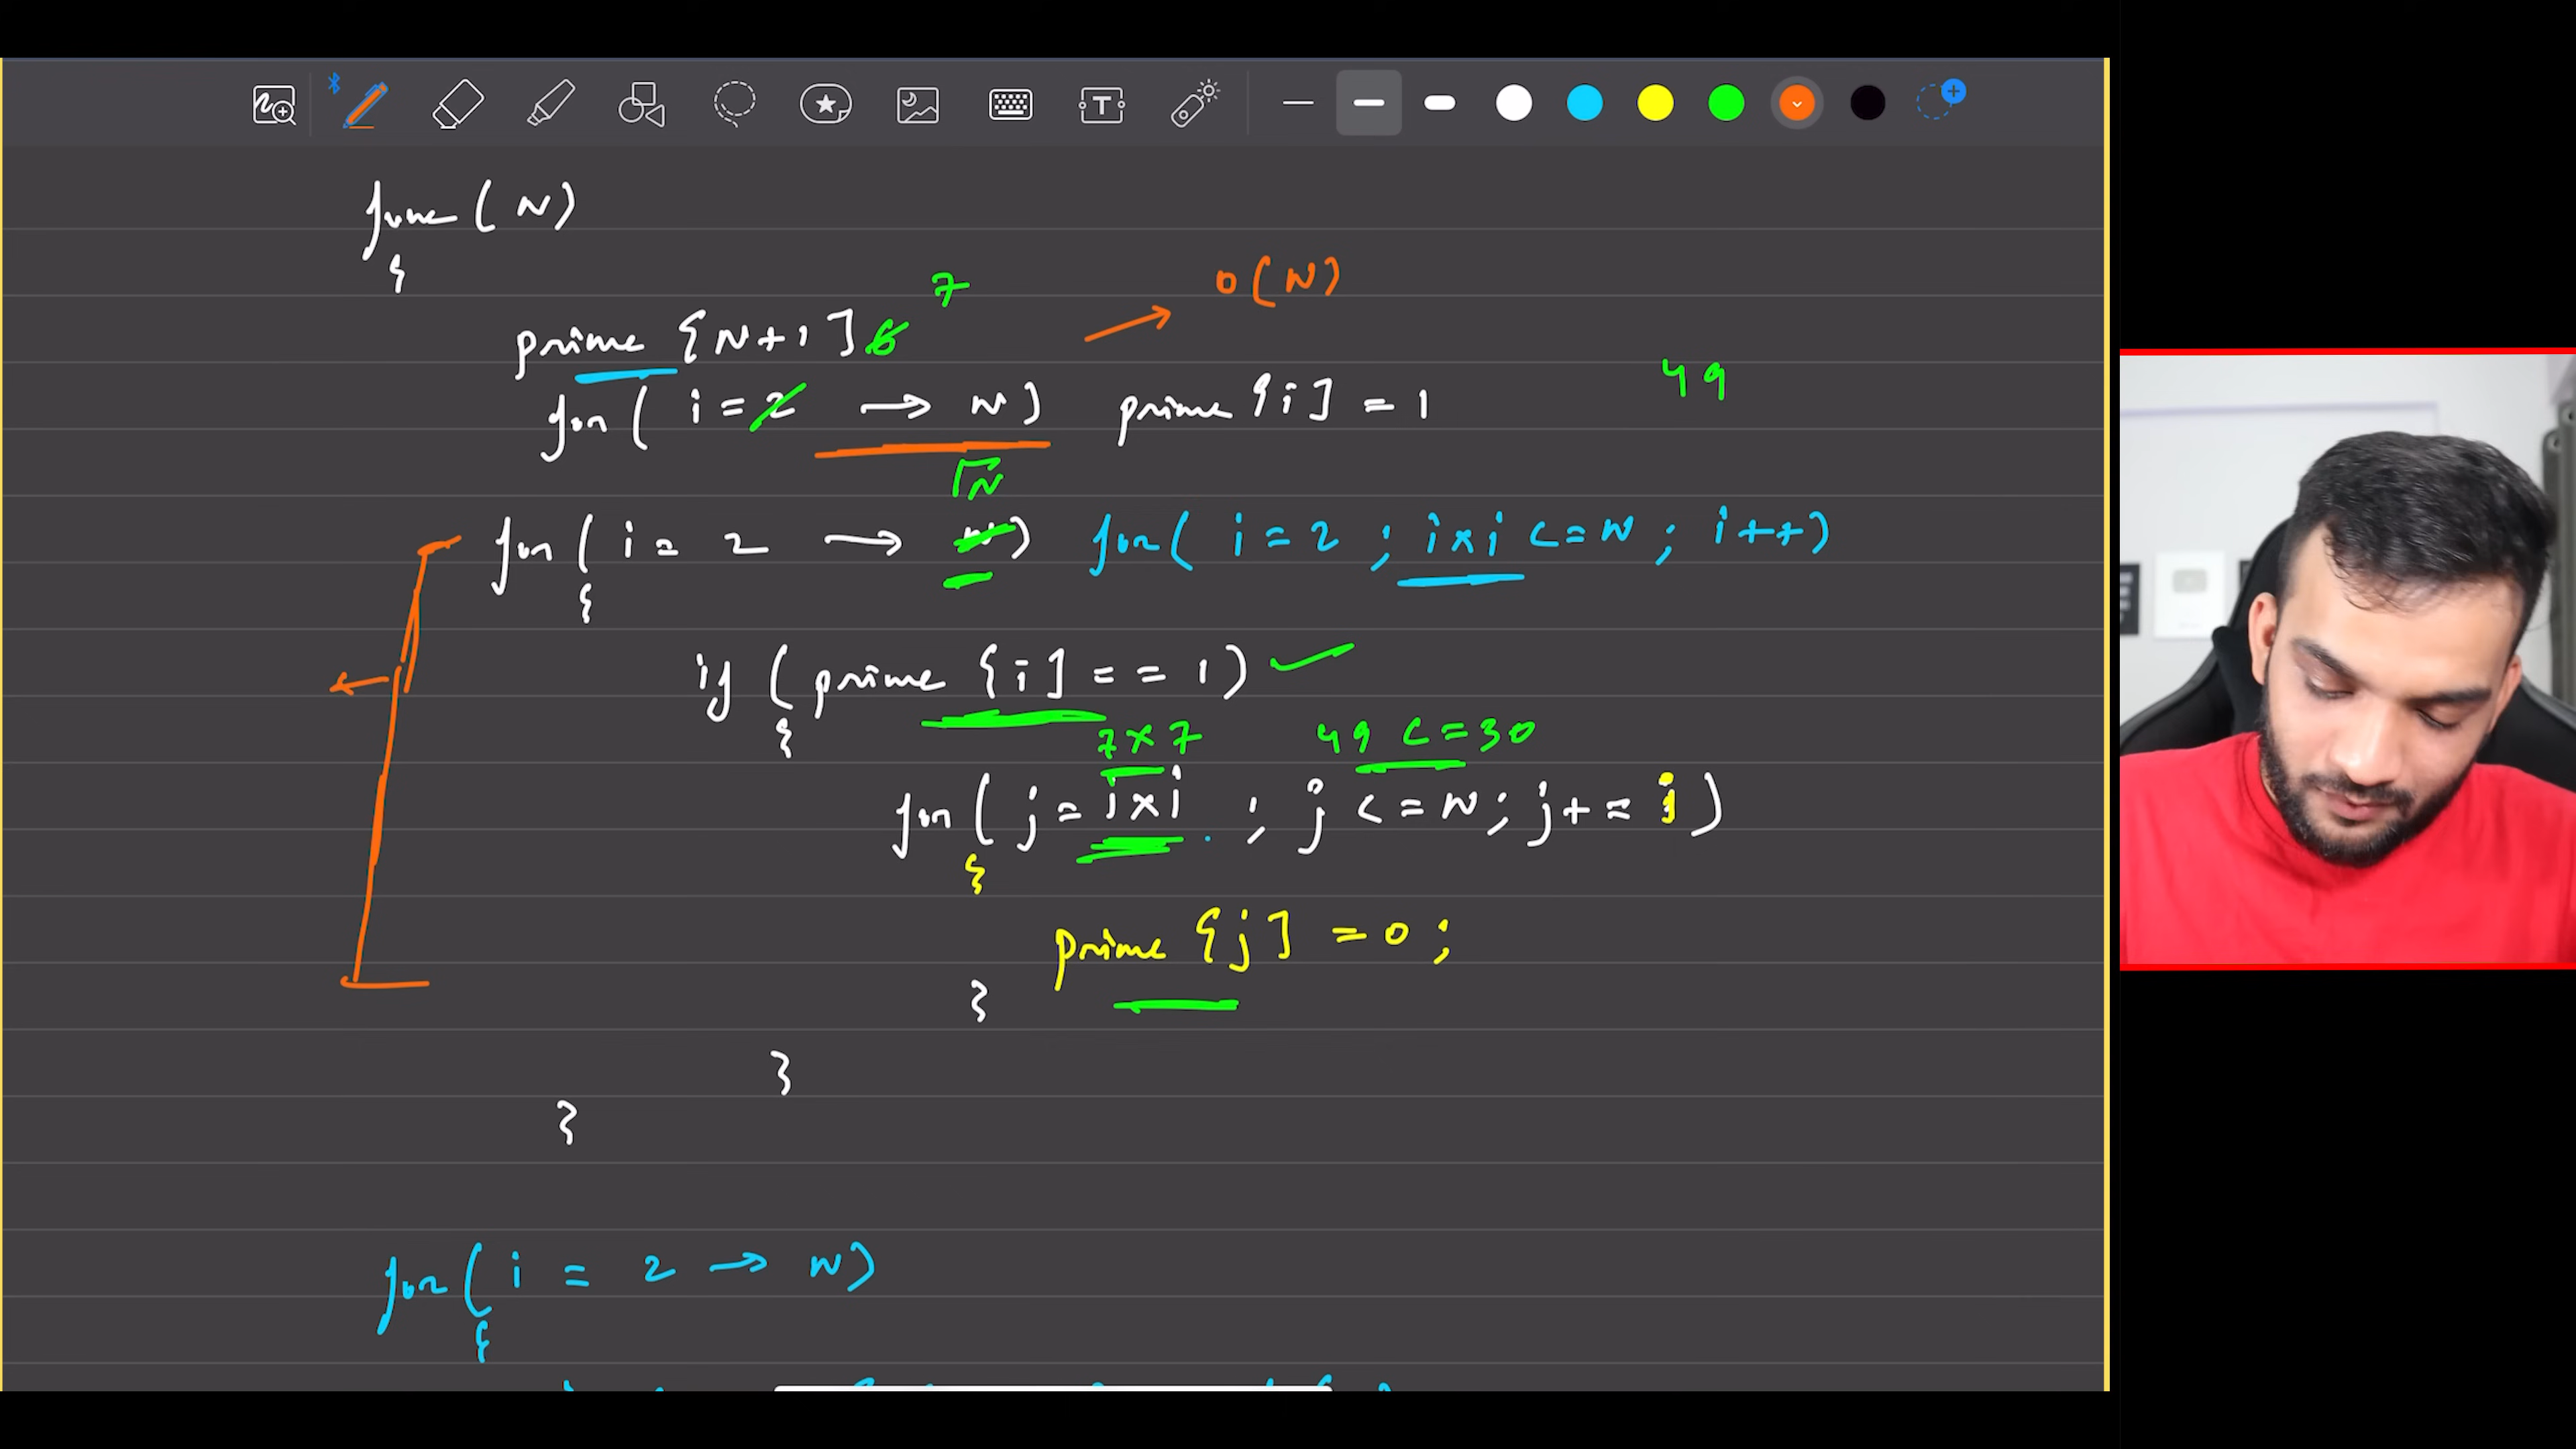 func(N)
{
7
O(N)
prime [N+1] 6
49
for( i = 2 → N) prime [i] = 1
√N
for( i = 2 → N) for( i = 2 ; i x i <= N ; i++)
{
if (prime [i] == 1)
{
7 x 7 49 <= 30
for( j = i x i ; j <= N; j += i )
{
prime [j] = 0 ;
}
}
}
for( i = 2 → N)
{